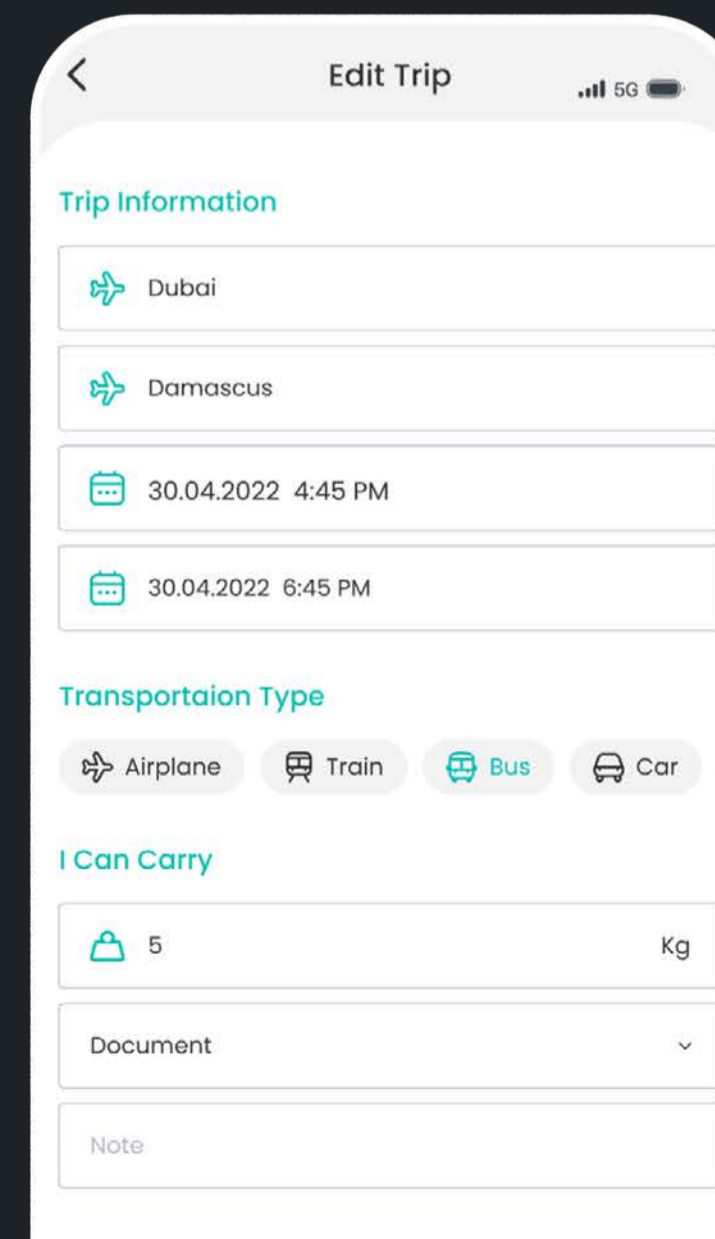 Edit Trip
5G
Trip Information
Dubai
Damascus
30.04.2022 4:45 PM
30.04.2022 6:45 PM
Transportaion Type
Airplane Train Bus Car
I Can Carry
5 Kg
Document
Note